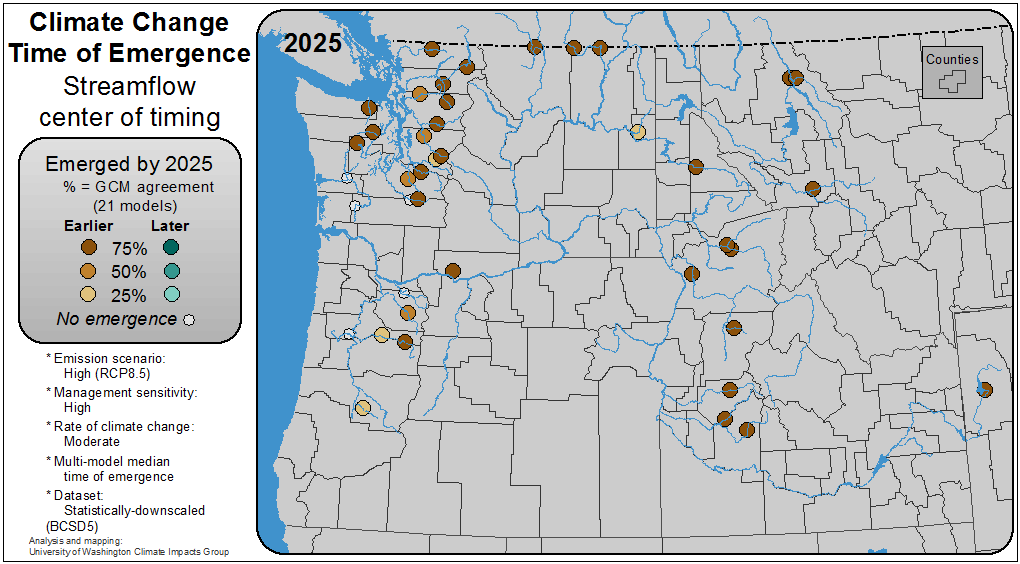 Climate Change
Time of Emergence
Streamflow
center of timing
Emerged by 2025
% = GCM agreement
(21 models)
Earlier Later
75%
50%
25%
No emergence
* Emission scenario:
High (RCP8.5)
* Management sensitivity:
High
* Rate of climate change:
Moderate
* Multi-model median
time of emergence
* Dataset:
Statistically-downscaled
(BCSD5)
Analysis and mapping:
University of Washington Climate Impacts Group
2025
Counties